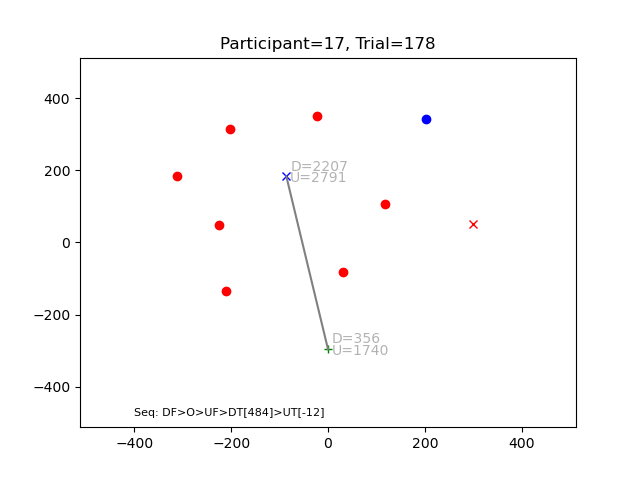 Participant=17, Trial=178
400
200
0
−200
−400
D=2207
U=2791
D=356
U=1740
Seq: DF>O>UF>DT[484]>UT[-12]
−400
−200
0
200
400